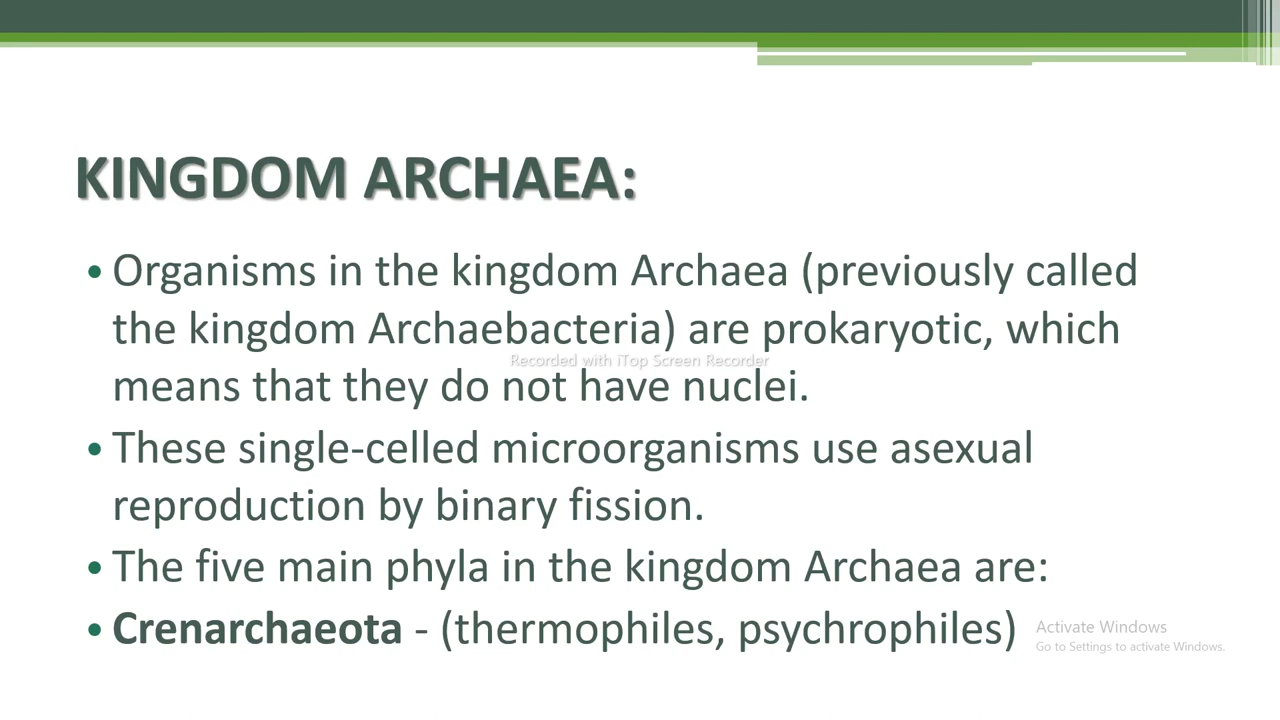 KINGDOM ARCHAEA:
• Organisms in the kingdom Archaea (previously called
the kingdom Archaebacteria) are prokaryotic, which
Recorded with iTop Screen Recorder
means that they do not have nuclei.
• These single-celled microorganisms use asexual
reproduction by binary fission.
• The five main phyla in the kingdom Archaea are:
• Crenarchaeota - (thermophiles, psychrophiles)
Activate Windows
Go to Settings to activate Windows.